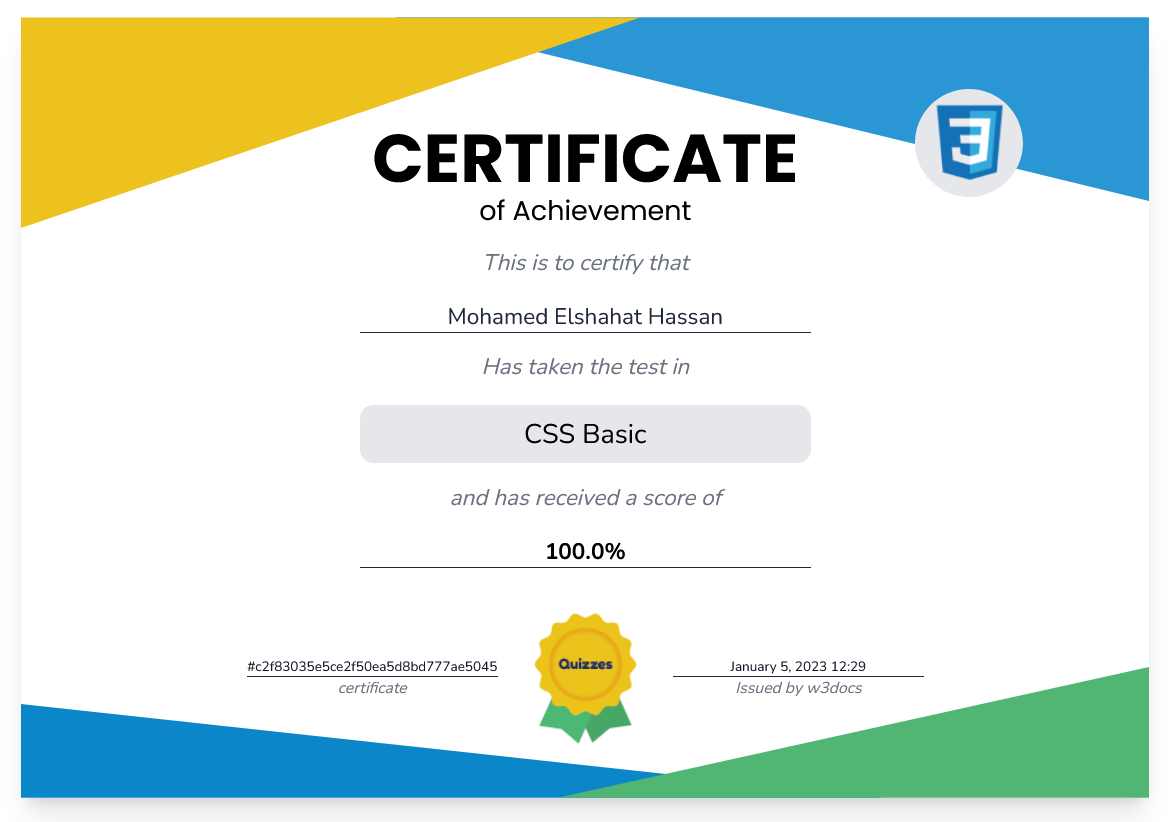 CERTIFICATE
of Achievement
This is to certify that
Mohamed Elshahat Hassan
Has taken the test in
CSS Basic
and has received a score of
100.0%
#c2f83035e5ce2f50ea5d8bd777ae5045
certificate
Quizzes
January 5, 2023 12:29
Issued by w3docs